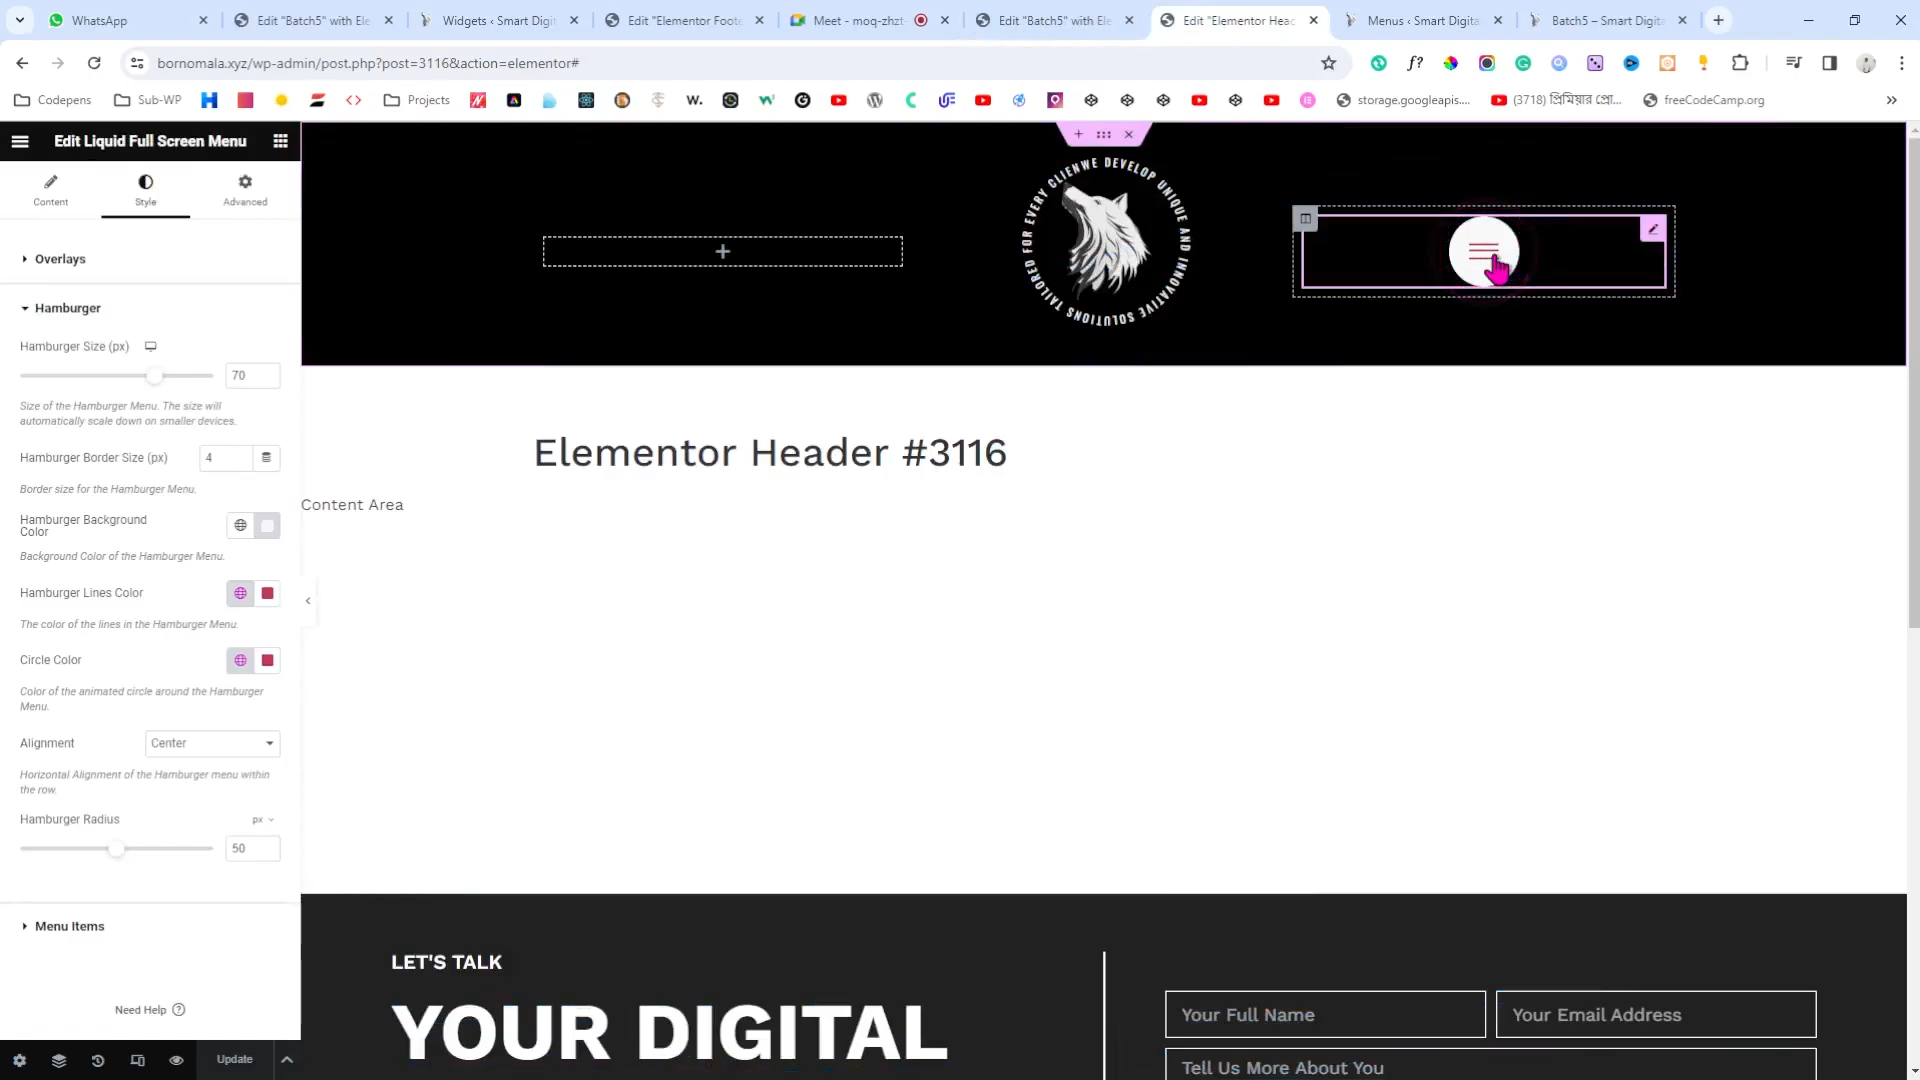 WhatsApp
Edit "Batch5" with Ele
Widgets ‹ Smart Digit
Edit "Elementor Foote
Meet - moq-zhzt
Edit "Batch5" with Ele
Edit "Elementor Head
Menus ‹ Smart Digita
Batch5 – Smart Digita
bornomala.xyz/wp-admin/post.php?post=3116&action=elementor#
Codepens
Sub-WP
Projects
storage.googleapis....
(3718) প্রিমিয়ার প্রো...
freeCodeCamp.org
Edit Liquid Full Screen Menu
Content
Style
Advanced
Overlays
Hamburger
Hamburger Size (px)
70
Size of the Hamburger Menu. The size will
automatically scale down on smaller devices.
Hamburger Border Size (px)
4
Border size for the Hamburger Menu.
Hamburger Background
Color
Background Color of the Hamburger Menu.
Hamburger Lines Color
The color of the lines in the Hamburger Menu.
Circle Color
Color of the animated circle around the Hamburger
Menu.
Alignment
Center
Horizontal Alignment of the Hamburger menu within
the row.
Hamburger Radius
px
50
Menu Items
Need Help
Update
WE DEVELOP UNIQUE AND INNOVATIVE SOLUTIONS TAILORED FOR EVERY CLIEN
Elementor Header #3116
Content Area
LET'S TALK
YOUR DIGITAL
Your Full Name
Your Email Address
Tell Us More About You